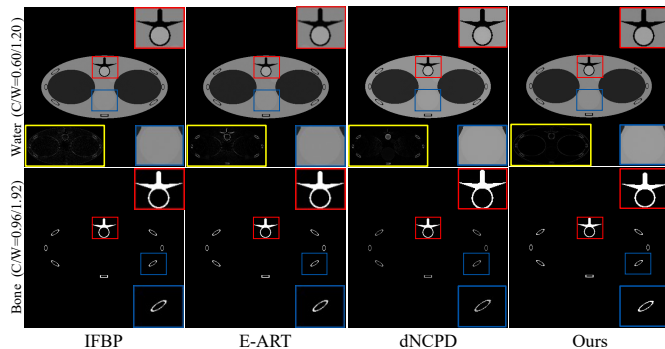 Water (C/W=0.60/1.20)
Bone (C/W=0.96/1.92)
IFBP E-ART dNCPD Ours